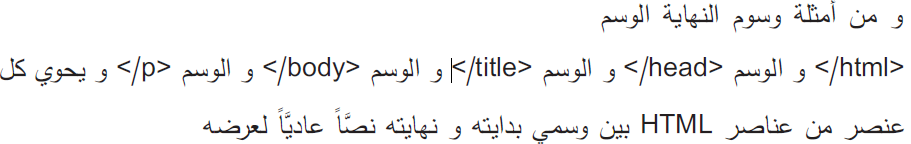 و من أمثلة وسوم النهاية الوسم
</html> و الوسم </head> و الوسم </title> و الوسم </body> و الوسم </p> و يحوي كل
عنصر من عناصر HTML بين وسمي بدايته و نهايته نصَّاً عاديَّاً لعرضه